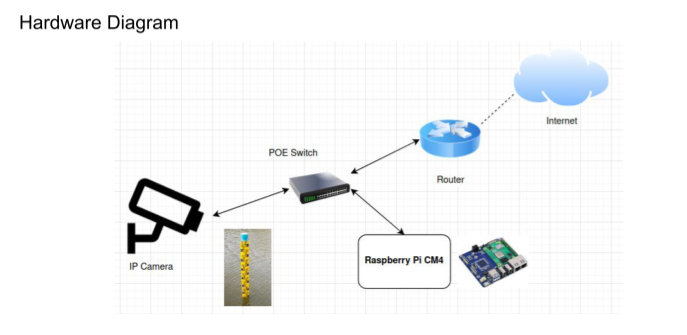 Hardware Diagram
Internet
POE Switch
Router
IP Camera
Raspberry Pi CM4